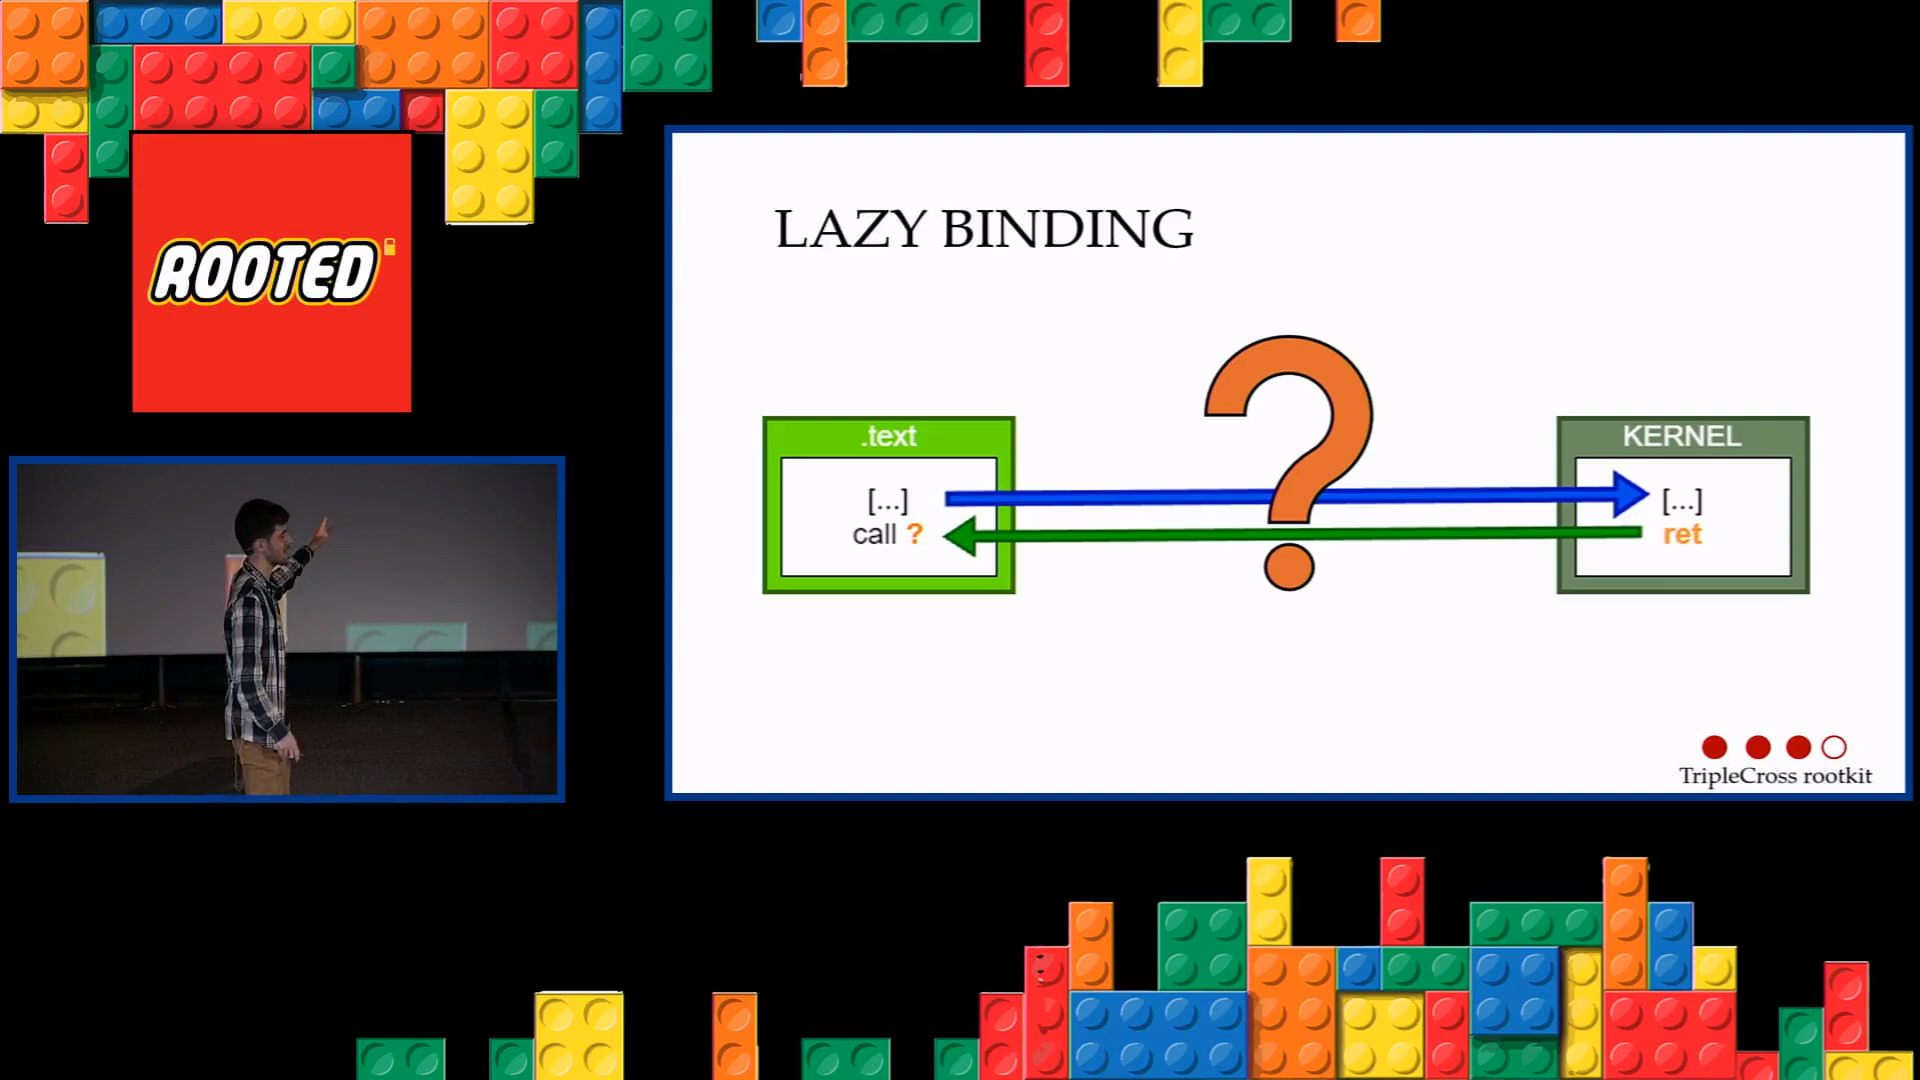 ROOTED
LAZY BINDING
.text
[...]
call ?
?
KERNEL
[...]
ret
TripleCross rootkit